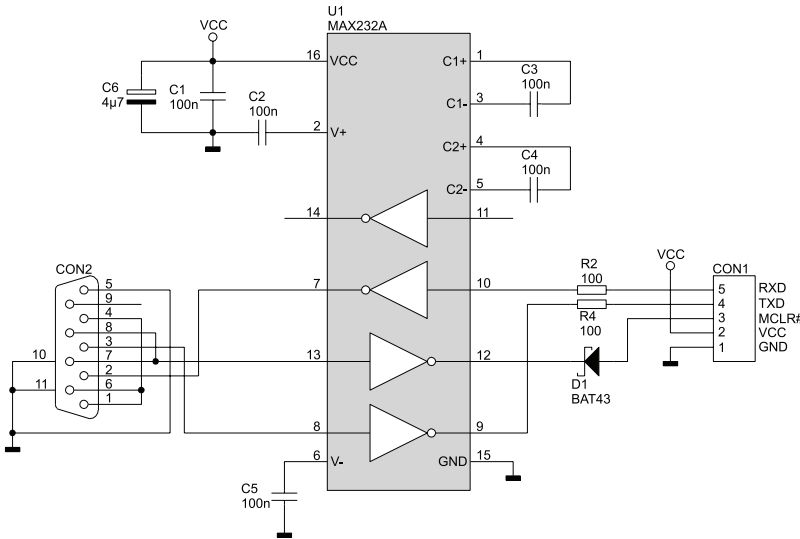 U1
MAX232A
VCC
16
VCC
C1+
1
C6
4µ7
C1
100n
C2
100n
C3
100n
C1-
3
2
V+
C2+
4
C4
100n
C2-
5
14
11
CON2
7
10
R2
100
VCC
CON1
5
9
4
8
3
7
2
6
1
10
11
5
RXD
4
TXD
3
MCLR#
2
VCC
1
GND
R4
100
13
12
D1
BAT43
8
9
6
V-
GND
15
C5
100n